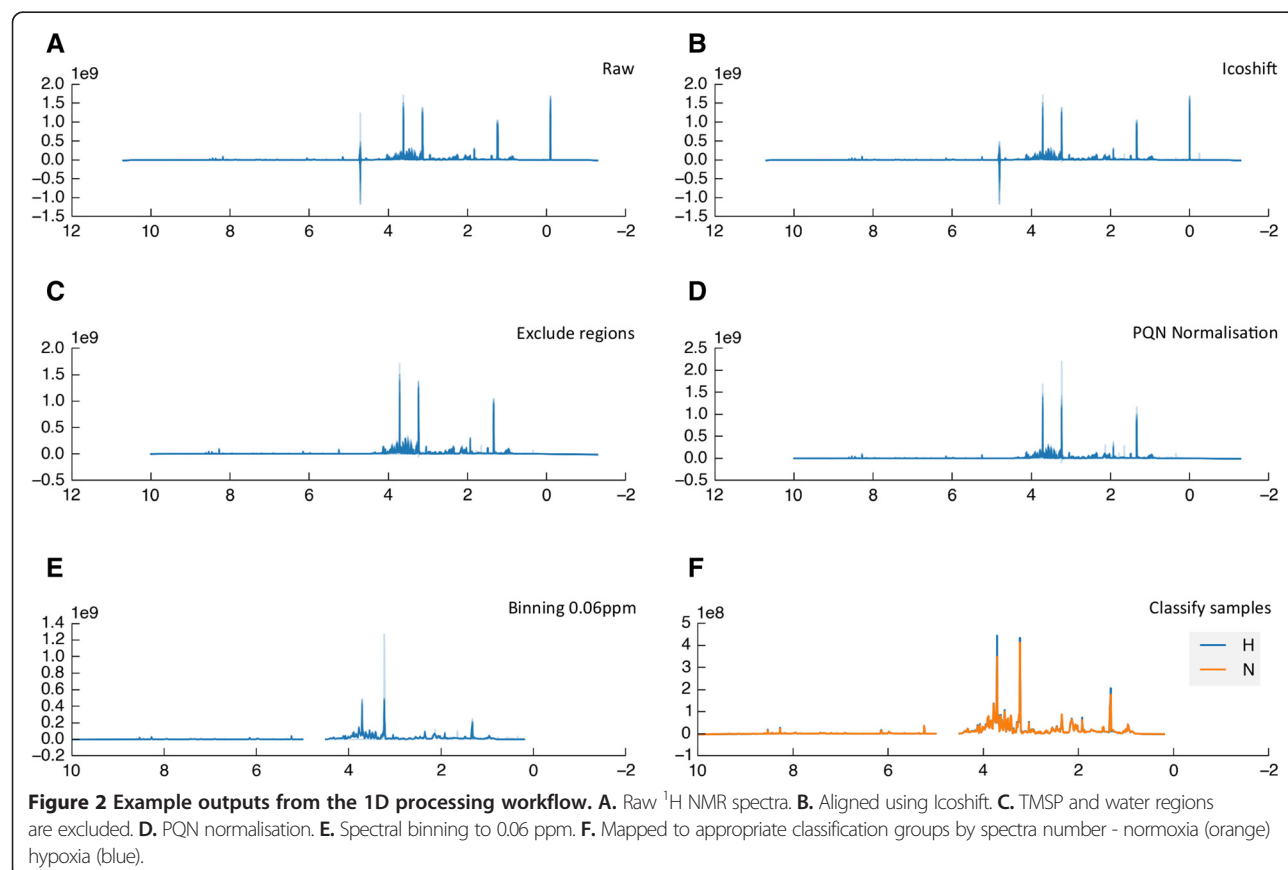 A
1e9
Raw
2.0
1.5
1.0
0.5
0.0
−0.5
−1.0
−1.5
12 10 8 6 4 2 0 −2
B
1e9
Icoshift
2.0
1.5
1.0
0.5
0.0
−0.5
−1.0
−1.5
12 10 8 6 4 2 0 −2
C
1e9
Exclude regions
2.0
1.5
1.0
0.5
0.0
−0.5
12 10 8 6 4 2 0 −2
D
1e9
PQN Normalisation
2.5
2.0
1.5
1.0
0.5
0.0
−0.5
12 10 8 6 4 2 0 −2
E
1e9
Binning 0.06ppm
1.4
1.2
1.0
0.8
0.6
0.4
0.2
0.0
−0.2
10 8 6 4 2 0 −2
F
1e8
Classify samples
5
4
3
2
1
0
−1
H
N
10 8 6 4 2 0 −2
Figure 2 Example outputs from the 1D processing workflow. A. Raw ¹H NMR spectra. B. Aligned using Icoshift. C. TMSP and water regions
are excluded. D. PQN normalisation. E. Spectral binning to 0.06 ppm. F. Mapped to appropriate classification groups by spectra number - normoxia (orange)
hypoxia (blue).